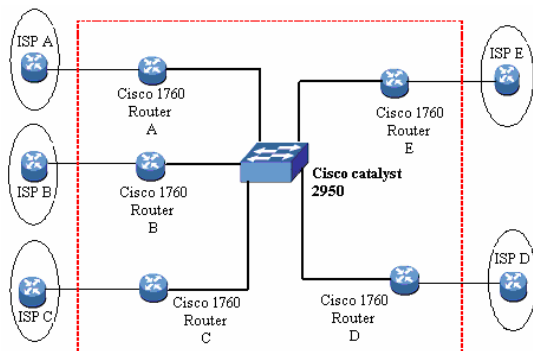 ISP A
Cisco 1760
Router
A
ISP B
Cisco 1760
Router
B
ISP C
Cisco 1760
Router
C
Cisco catalyst
2950
ISP E
Cisco 1760
Router
E
ISP D
Cisco 1760
Router
D